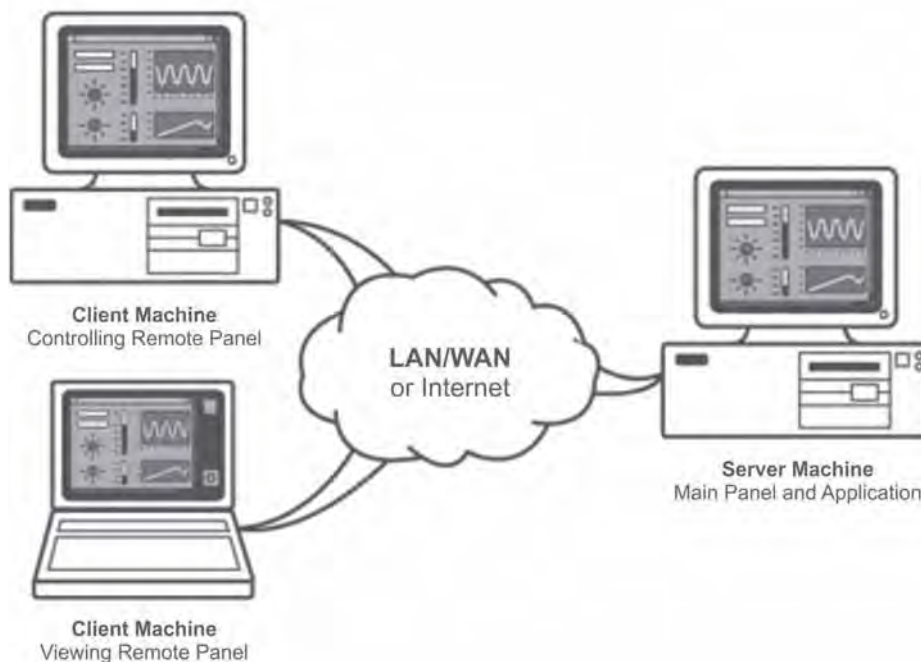 Client Machine
Controlling Remote Panel
LAN/WAN
or Internet
Server Machine
Main Panel and Application
Client Machine
Viewing Remote Panel